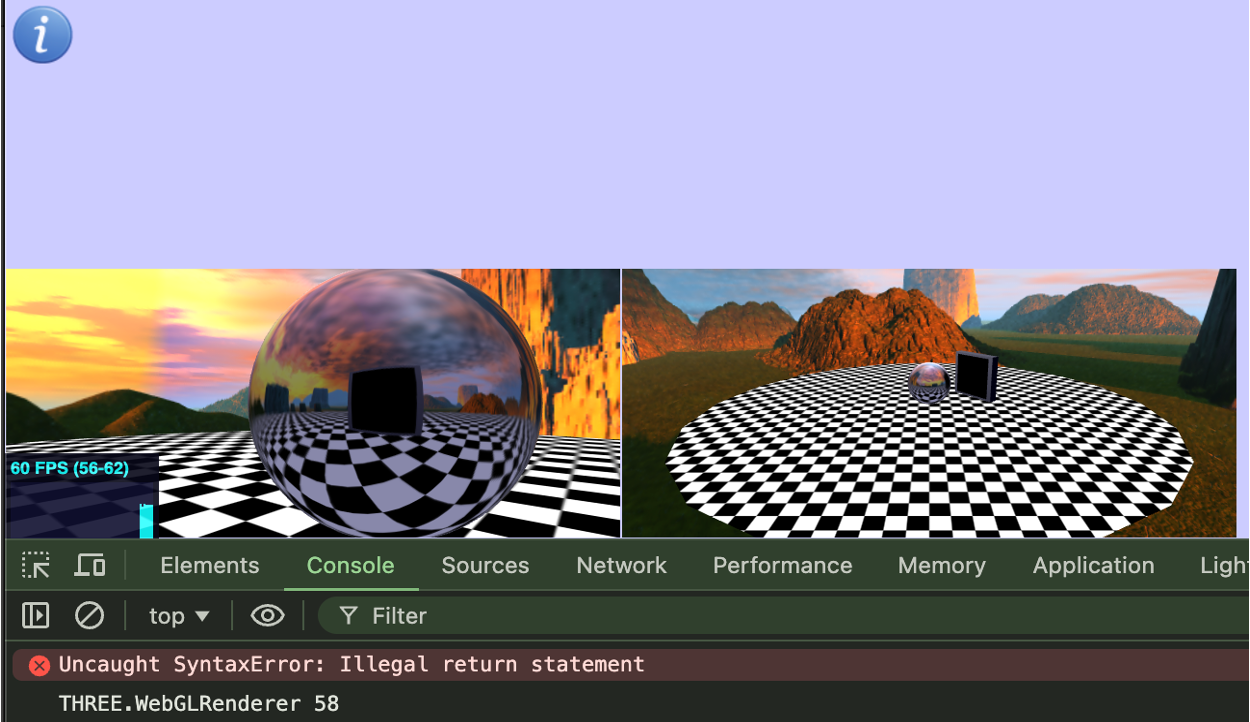 i
60 FPS (56-62)
Elements Console Sources Network Performance Memory Application Ligh
top ▼ Filter
Uncaught SyntaxError: Illegal return statement
THREE.WebGLRenderer 58